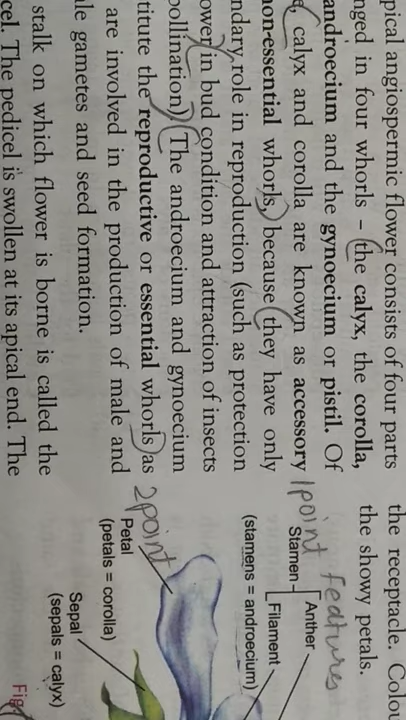 pical angiospermic flower consists of four parts
nged in four whorls – (the calyx, the corolla,
androecium and the gynoecium or pistil. Of
calyx and corolla are known as accessory
non-essential whorls,) because (they have only
ndary role in reproduction (such as protection
ower) in bud condition and attraction of insects
pollination). (The androecium and gynoecium
titute the reproductive or essential whorls) as
are involved in the production of male and
le gametes and seed formation.
stalk on which flower is borne is called the
cel. The pedicel is swollen at its apical end. The
the receptacle. Colou
the showy petals.
1 point features
Anther
Stamen
Filament
(stamens = androecium)
2 point
Petal
(petals = corolla)
Sepal
(sepals = calyx)
Fig